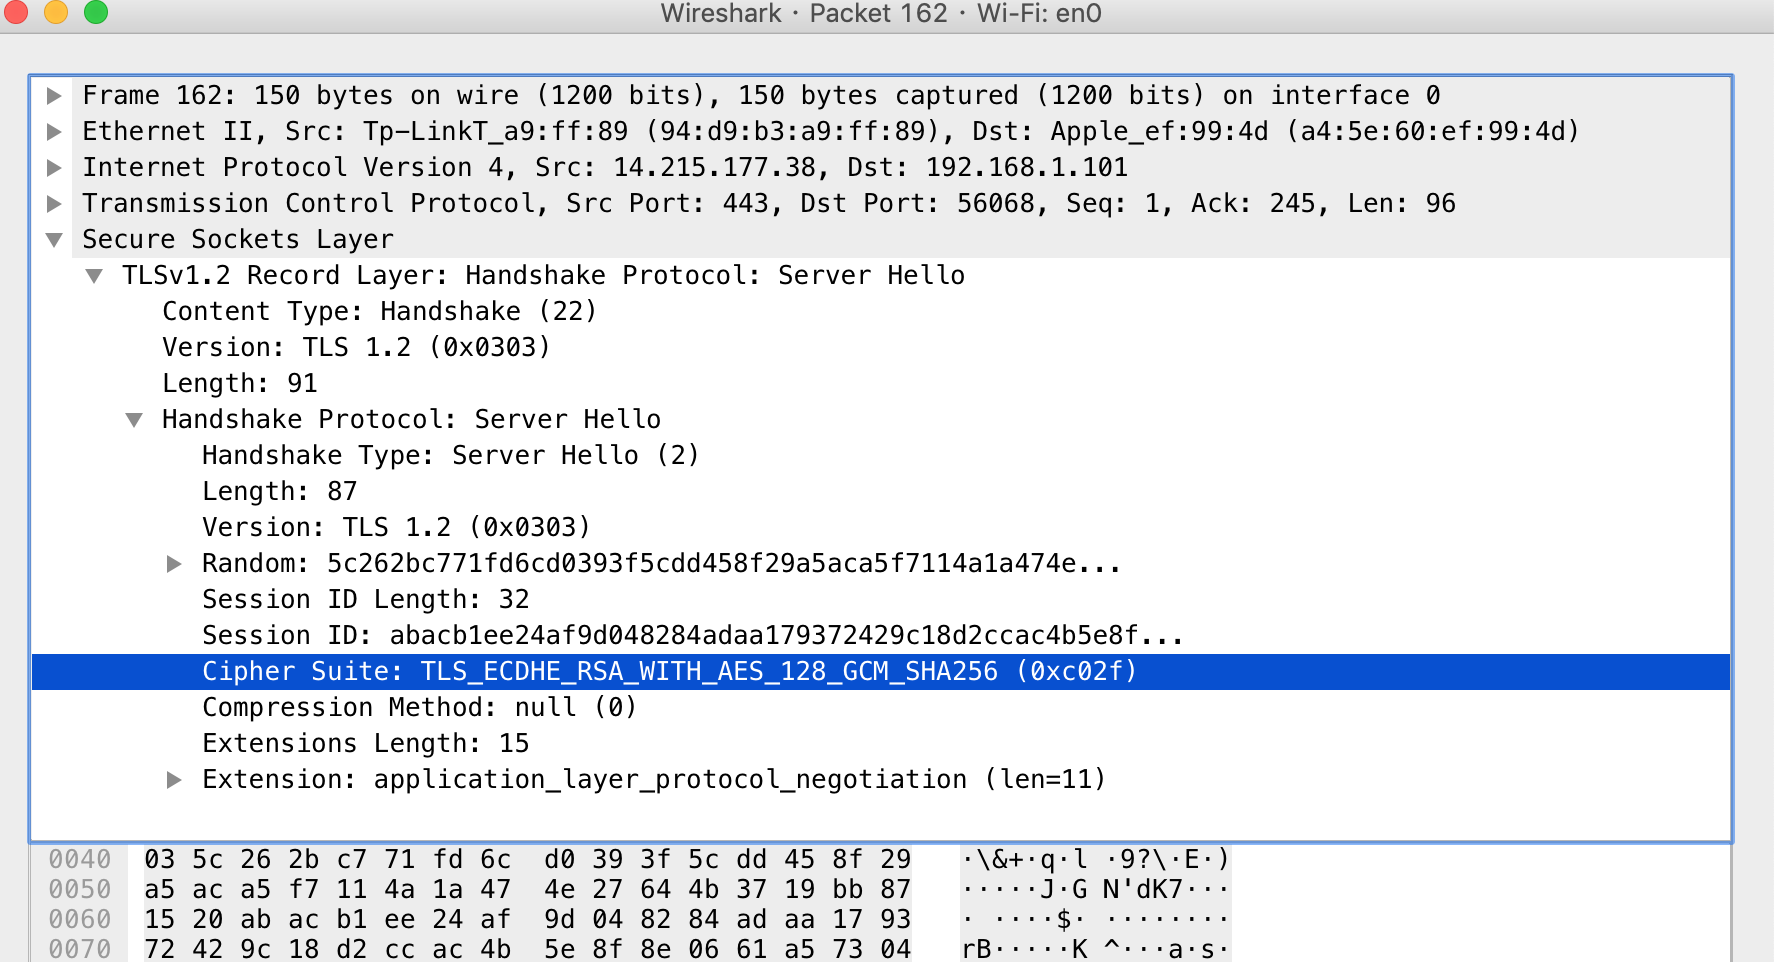 Wireshark · Packet 162 · Wi-Fi: en0
Frame 162: 150 bytes on wire (1200 bits), 150 bytes captured (1200 bits) on interface 0
Ethernet II, Src: Tp-LinkT_a9:ff:89 (94:d9:b3:a9:ff:89), Dst: Apple_ef:99:4d (a4:5e:60:ef:99:4d)
Internet Protocol Version 4, Src: 14.215.177.38, Dst: 192.168.1.101
Transmission Control Protocol, Src Port: 443, Dst Port: 56068, Seq: 1, Ack: 245, Len: 96
Secure Sockets Layer
TLSv1.2 Record Layer: Handshake Protocol: Server Hello
Content Type: Handshake (22)
Version: TLS 1.2 (0x0303)
Length: 91
Handshake Protocol: Server Hello
Handshake Type: Server Hello (2)
Length: 87
Version: TLS 1.2 (0x0303)
Random: 5c262bc771fd6cd0393f5cdd458f29a5aca5f7114a1a474e...
Session ID Length: 32
Session ID: abacb1ee24af9d048284adaa179372429c18d2ccac4b5e8f...
Cipher Suite: TLS_ECDHE_RSA_WITH_AES_128_GCM_SHA256 (0xc02f)
Compression Method: null (0)
Extensions Length: 15
Extension: application_layer_protocol_negotiation (len=11)
0040 03 5c 26 2b c7 71 fd 6c d0 39 3f 5c dd 45 8f 29 ·\&+·q·l ·9?\·E·)
0050 a5 ac a5 f7 11 4a 1a 47 4e 27 64 4b 37 19 bb 87 ·····J·G N'dK7···
0060 15 20 ab ac b1 ee 24 af 9d 04 82 84 ad aa 17 93 · ····$· ········
0070 72 42 9c 18 d2 cc ac 4b 5e 8f 8e 06 61 a5 73 04 rB·····K ^···a·s·